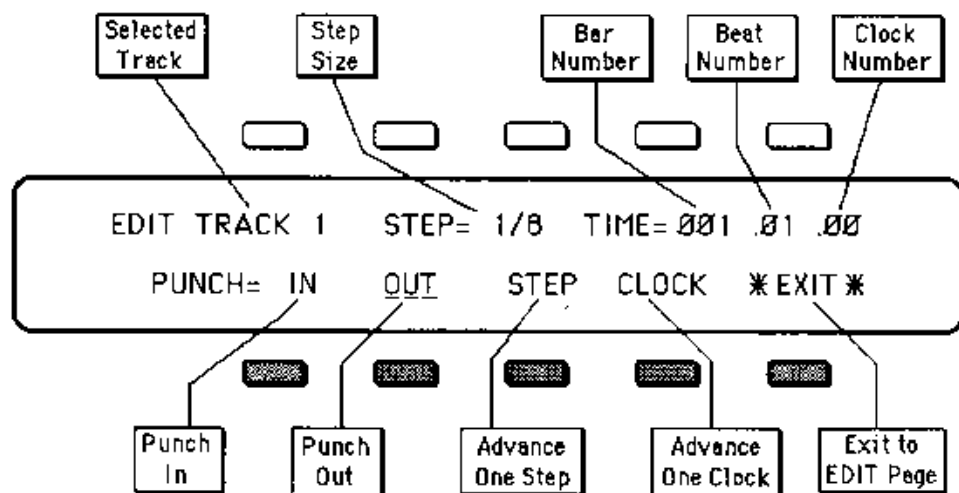 Selected
Track
Step
Size
Bar
Number
Beat
Number
Clock
Number
EDIT TRACK 1 STEP= 1/8 TIME= 001 .01 .00
PUNCH= IN OUT STEP CLOCK *EXIT*
Punch
In
Punch
Out
Advance
One Step
Advance
One Clock
Exit to
EDIT Page